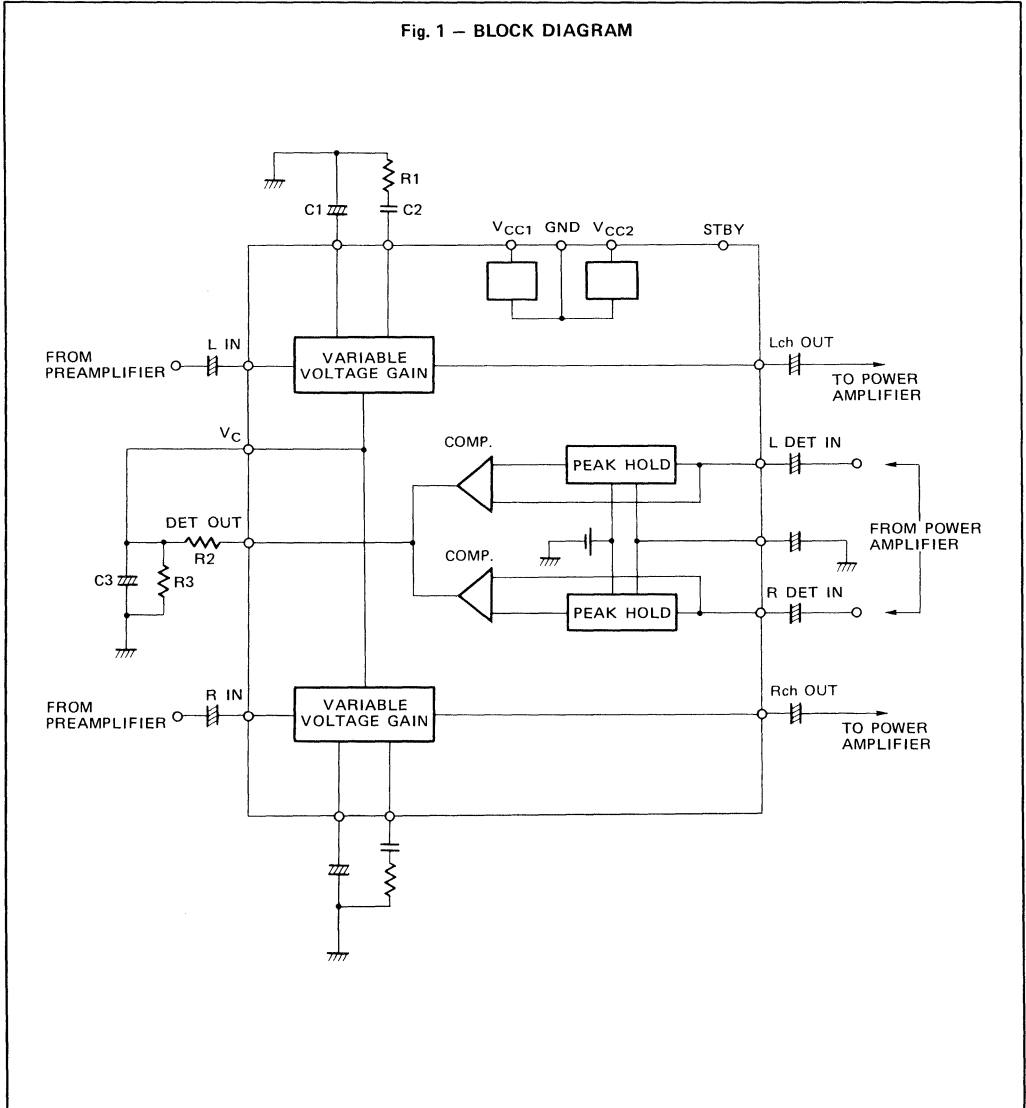 Fig. 1 – BLOCK DIAGRAM
R1
C1
C2
VCC1
GND
VCC2
STBY
L IN
FROM
PREAMPLIFIER
VARIABLE
VOLTAGE GAIN
Lch OUT
TO POWER
AMPLIFIER
VC
COMP.
PEAK HOLD
L DET IN
DET OUT
R2
FROM POWER
AMPLIFIER
C3
R3
COMP.
PEAK HOLD
R DET IN
R IN
FROM
PREAMPLIFIER
VARIABLE
VOLTAGE GAIN
Rch OUT
TO POWER
AMPLIFIER